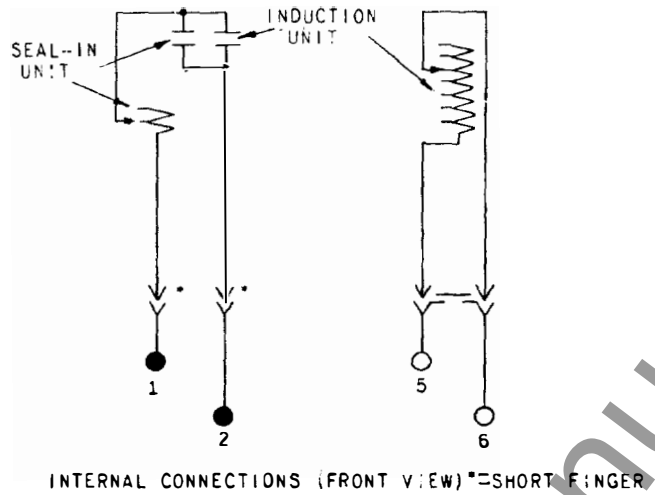 INDUCTION
UNIT
SEAL--IN
UNIT
*
*
1
2
5
6
INTERNAL CONNECTIONS (FRONT VIEW) *=SHORT FINGER